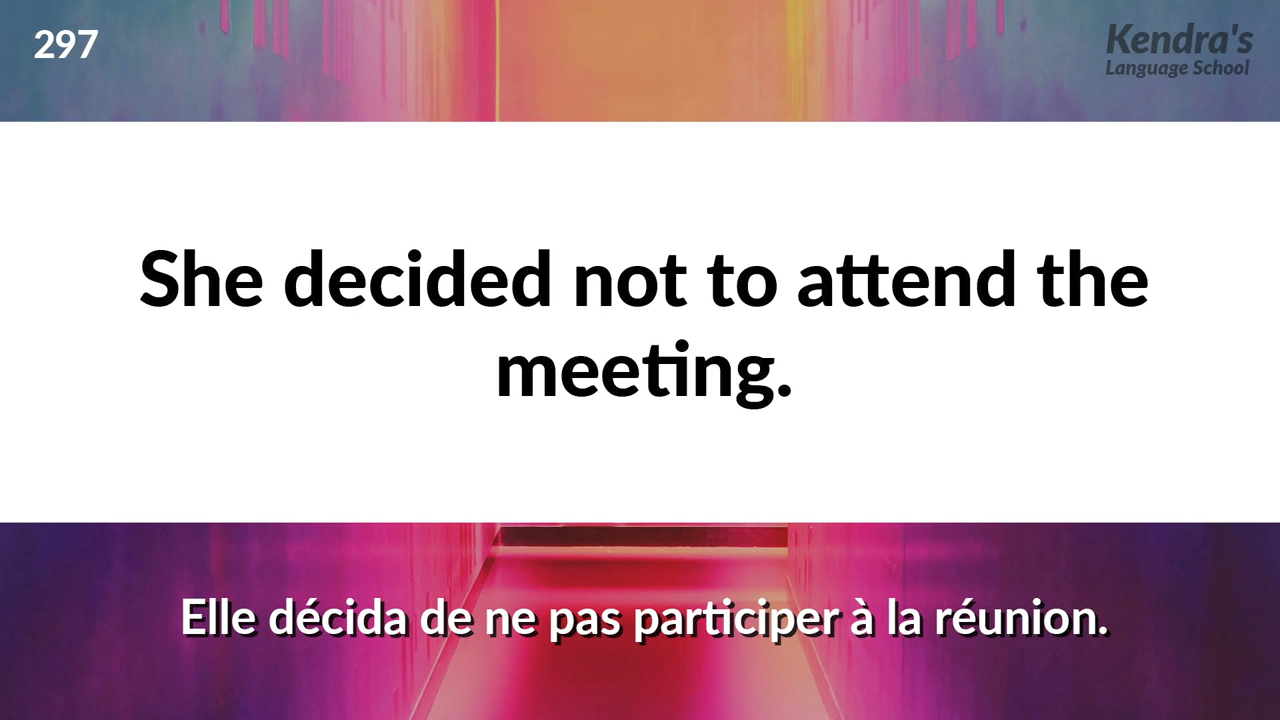 297
Kendra's
Language School
She decided not to attend the
meeting.
Elle décida de ne pas participer à la réunion.